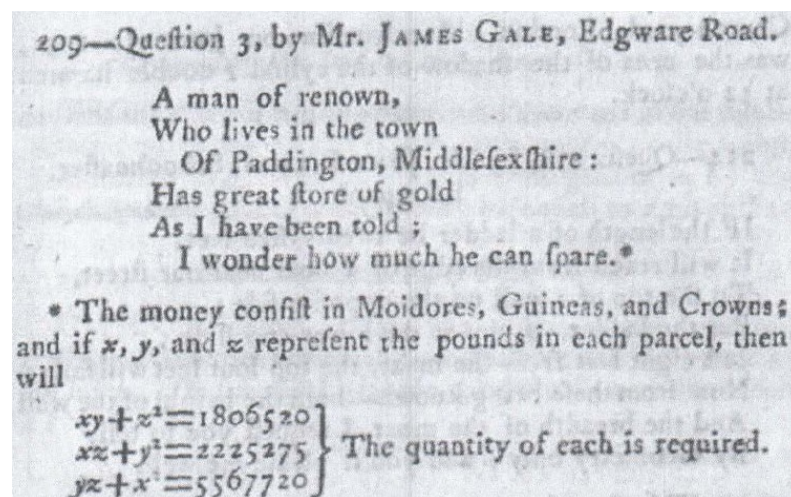 209—Queſtion 3, by Mr. JAMES GALE, Edgware Road.
A man of renown,
Who lives in the town
Of Paddington, Middleſexſhire :
Has great ſtore of gold
As I have been told ;
I wonder how much he can ſpare.*
* The money conſiſt in Moidores, Guineas, and Crowns;
and if x, y, and z repreſent the pounds in each parcel, then
will
xy+z²=1806520
xz+y²=2225275 } The quantity of each is required.
yz+x²=5567720